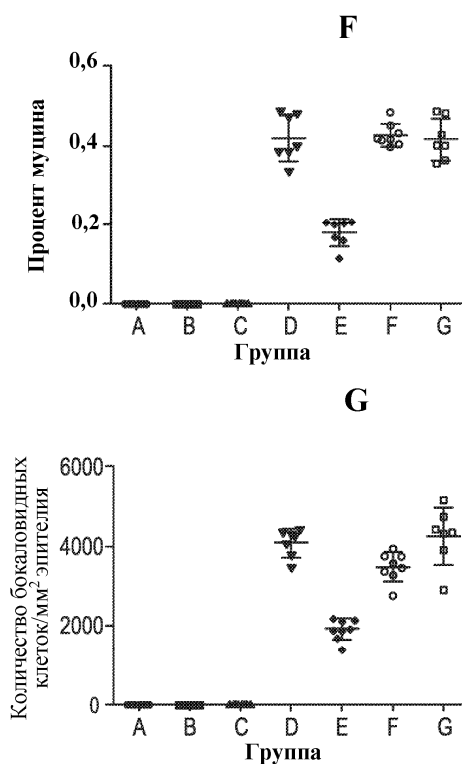 F
Процент муцина
0,6
0,4
0,2
0,0
A B C D E F G
Группа
G
Количество бокаловидных
клеток/мм² эпителия
6000
4000
2000
0
A B C D E F G
Группа